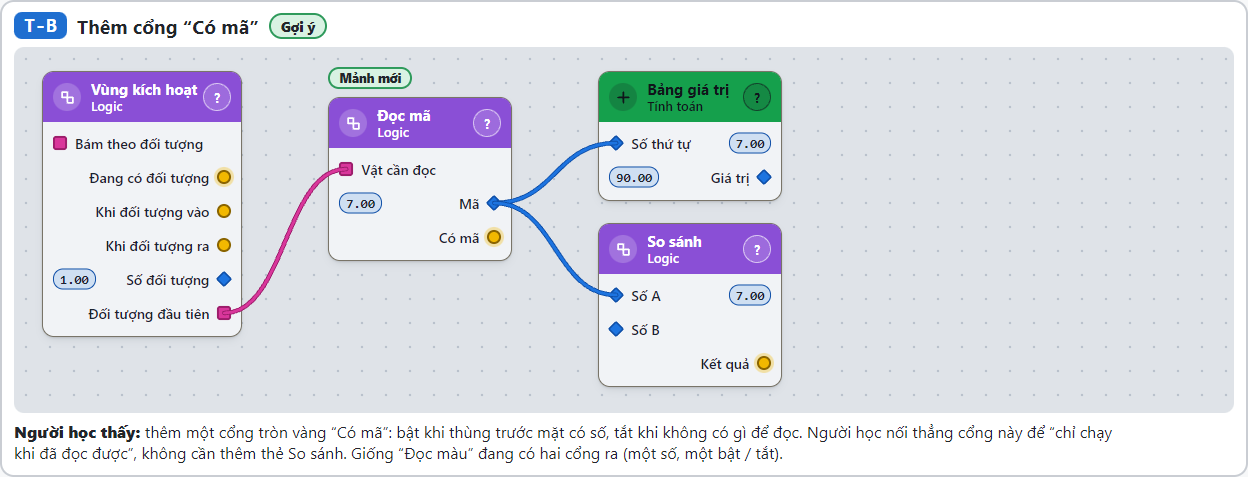 T-B Thêm cổng “Có mã” Gợi ý
Vùng kích hoạt
Logic
?
Bám theo đối tượng
Đang có đối tượng
Khi đối tượng vào
Khi đối tượng ra
1.00 Số đối tượng
Đối tượng đầu tiên
Mảnh mới
Đọc mã
Logic
?
Vật cần đọc
7.00 Mã
Có mã
Bảng giá trị
Tính toán
?
Số thứ tự 7.00
90.00 Giá trị
So sánh
Logic
?
Số A 7.00
Số B
Kết quả
Người học thấy: thêm một cổng tròn vàng “Có mã”: bật khi thùng trước mặt có số, tắt khi không có gì để đọc. Người học nối thẳng cổng này để “chỉ chạy
khi đã đọc được”, không cần thêm thẻ So sánh. Giống “Đọc màu” đang có hai cổng ra (một số, một bật / tắt).